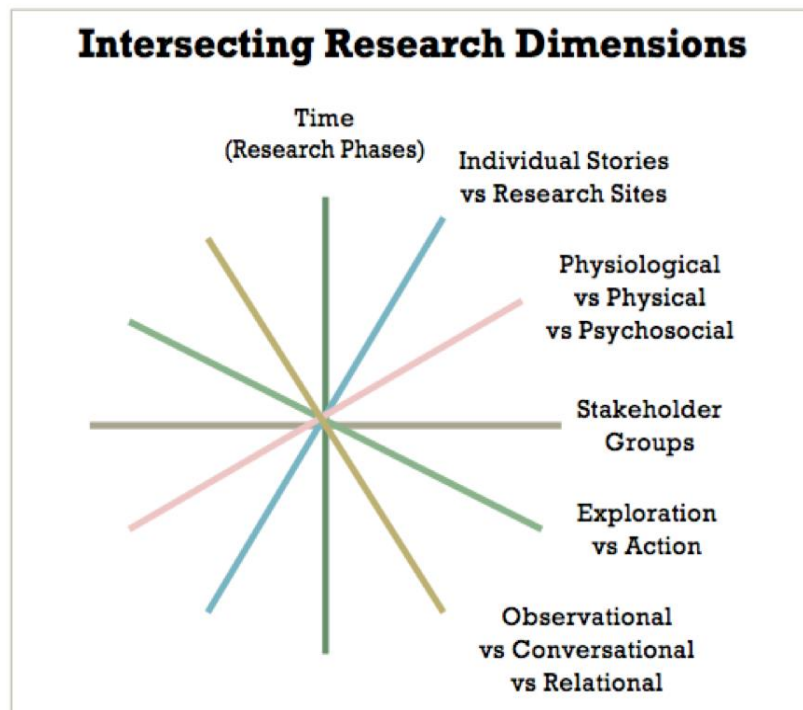 Intersecting Research Dimensions
Time
(Research Phases)
Individual Stories
vs Research Sites
Physiological
vs Physical
vs Psychosocial
Stakeholder
Groups
Exploration
vs Action
Observational
vs Conversational
vs Relational